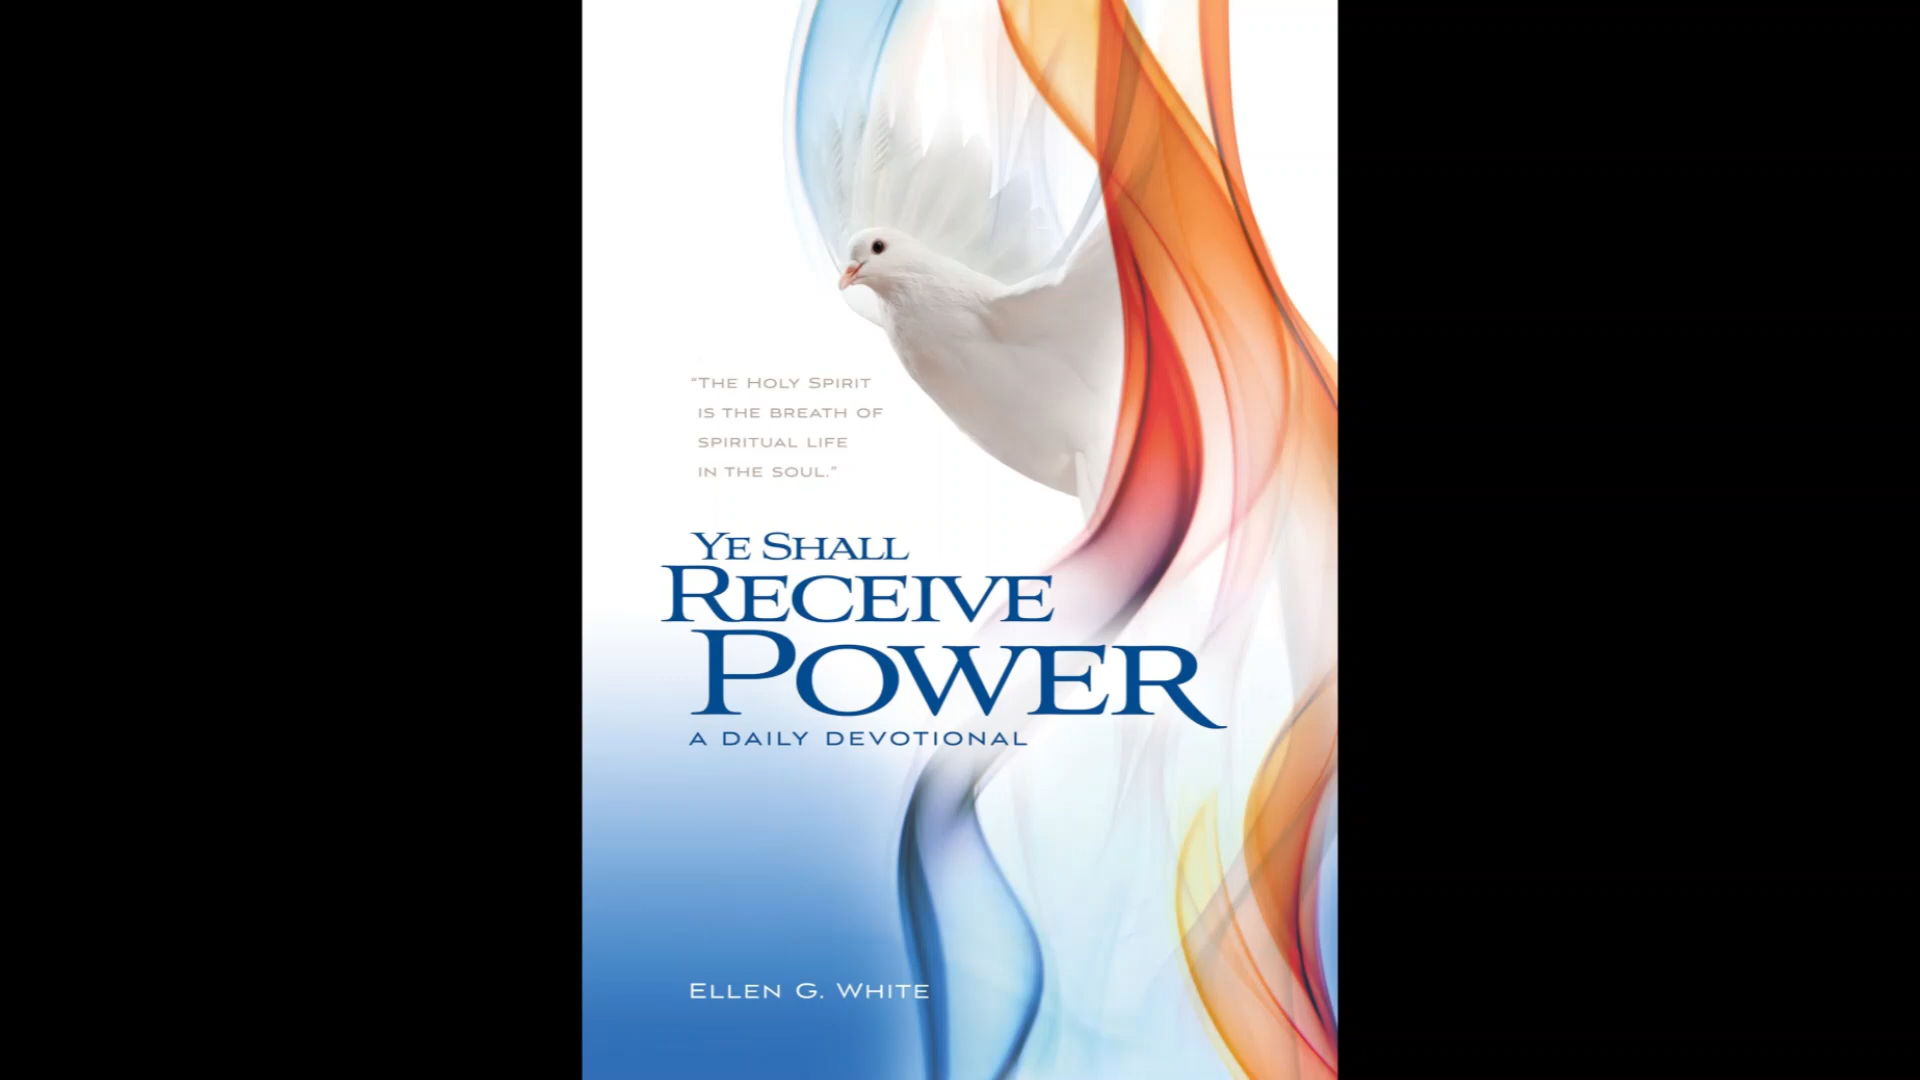 “The Holy Spirit
is the breath of
spiritual life
in the soul.”
Ye Shall
Receive
Power
A Daily Devotional
Ellen G. White